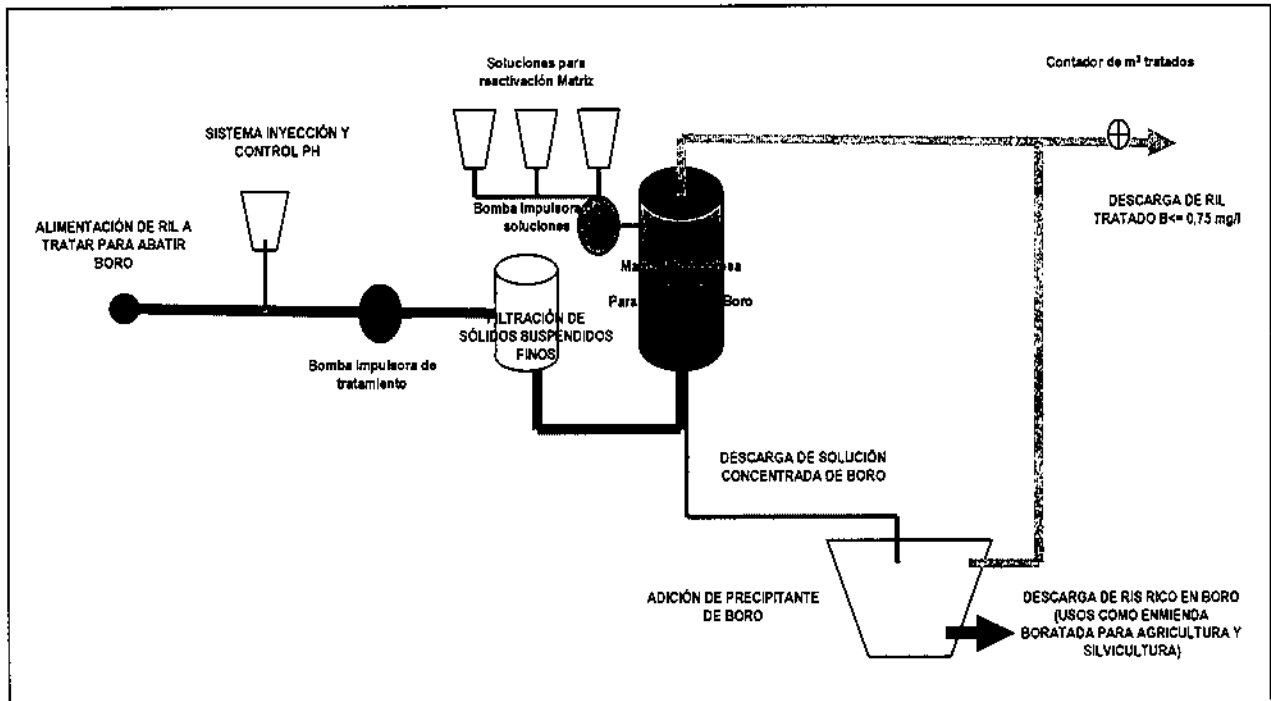 Soluciones para
reactivación Matriz
Contador de m³ tratados
SISTEMA INYECCIÓN Y
CONTROL PH
Bomba Impulsora
soluciones
ALIMENTACIÓN DE RIL A
TRATAR PARA ABATIR
BORO
DESCARGA DE RIL
TRATADO B<= 0,75 mg/l
Para Boro
FILTRACIÓN DE
SÓLIDOS SUSPENDIDOS
FINOS
Bomba Impulsora de
tratamiento
DESCARGA DE SOLUCIÓN
CONCENTRADA DE BORO
ADICIÓN DE PRECIPITANTE
DE BORO
DESCARGA DE RIS RICO EN BORO
(USOS COMO ENMIENDA
BORATADA PARA AGRICULTURA Y
SILVICULTURA)